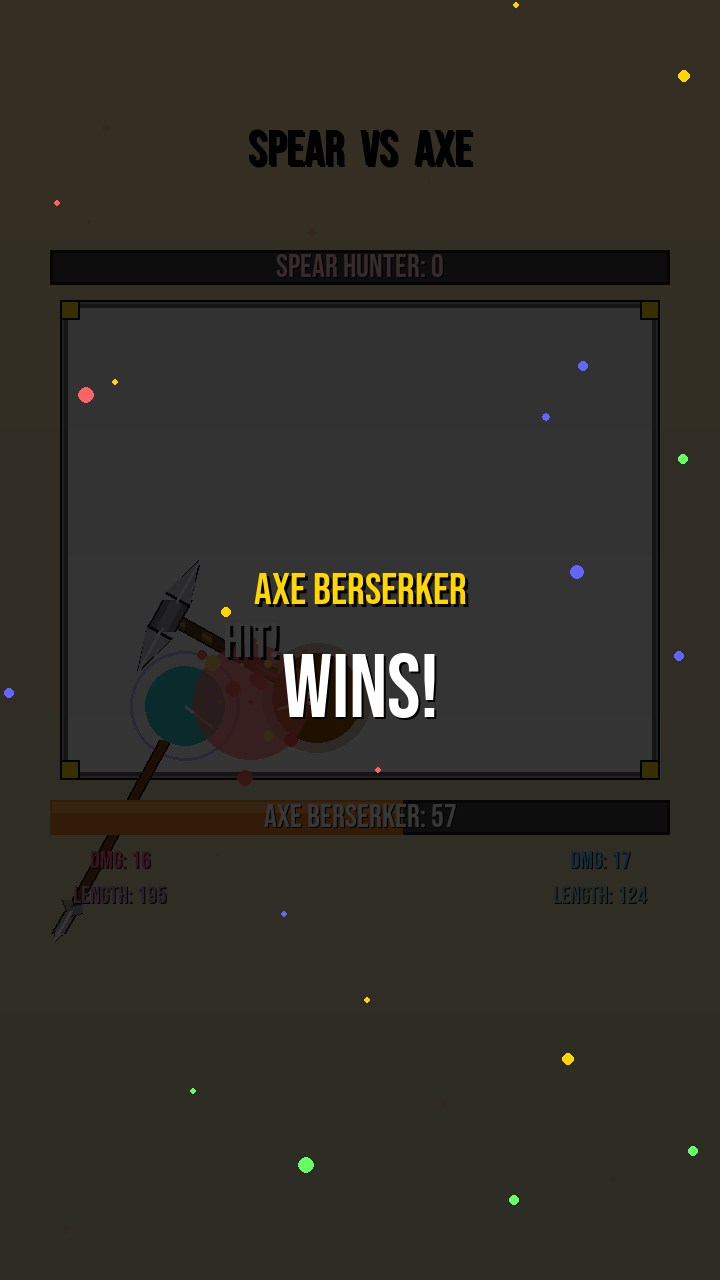 SPEAR VS AXE
SPEAR HUNTER: 0
AXE BERSERKER
HIT!
WINS!
AXE BERSERKER: 57
DMG: 16
DMG: 17
LENGTH: 195
LENGTH: 124